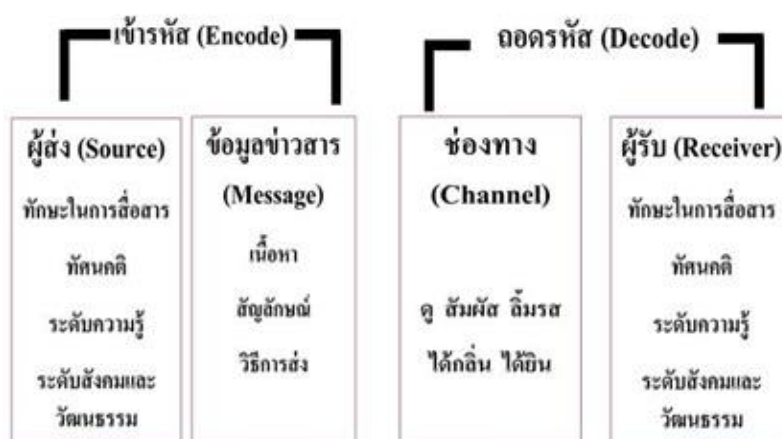 เข้ารหัส (Encode)
ถอดรหัส (Decode)
ผู้ส่ง (Source)
ทักษะในการสื่อสาร
ทัศนคติ
ระดับความรู้
ระดับสังคมและ
วัฒนธรรม
ข้อมูลข่าวสาร
(Message)
เนื้อหา
สัญลักษณ์
วิธีการส่ง
ช่องทาง
(Channel)
ดู สัมผัส ลิ้มรส
ได้กลิ่น ได้ยิน
ผู้รับ (Receiver)
ทักษะในการสื่อสาร
ทัศนคติ
ระดับความรู้
ระดับสังคมและ
วัฒนธรรม